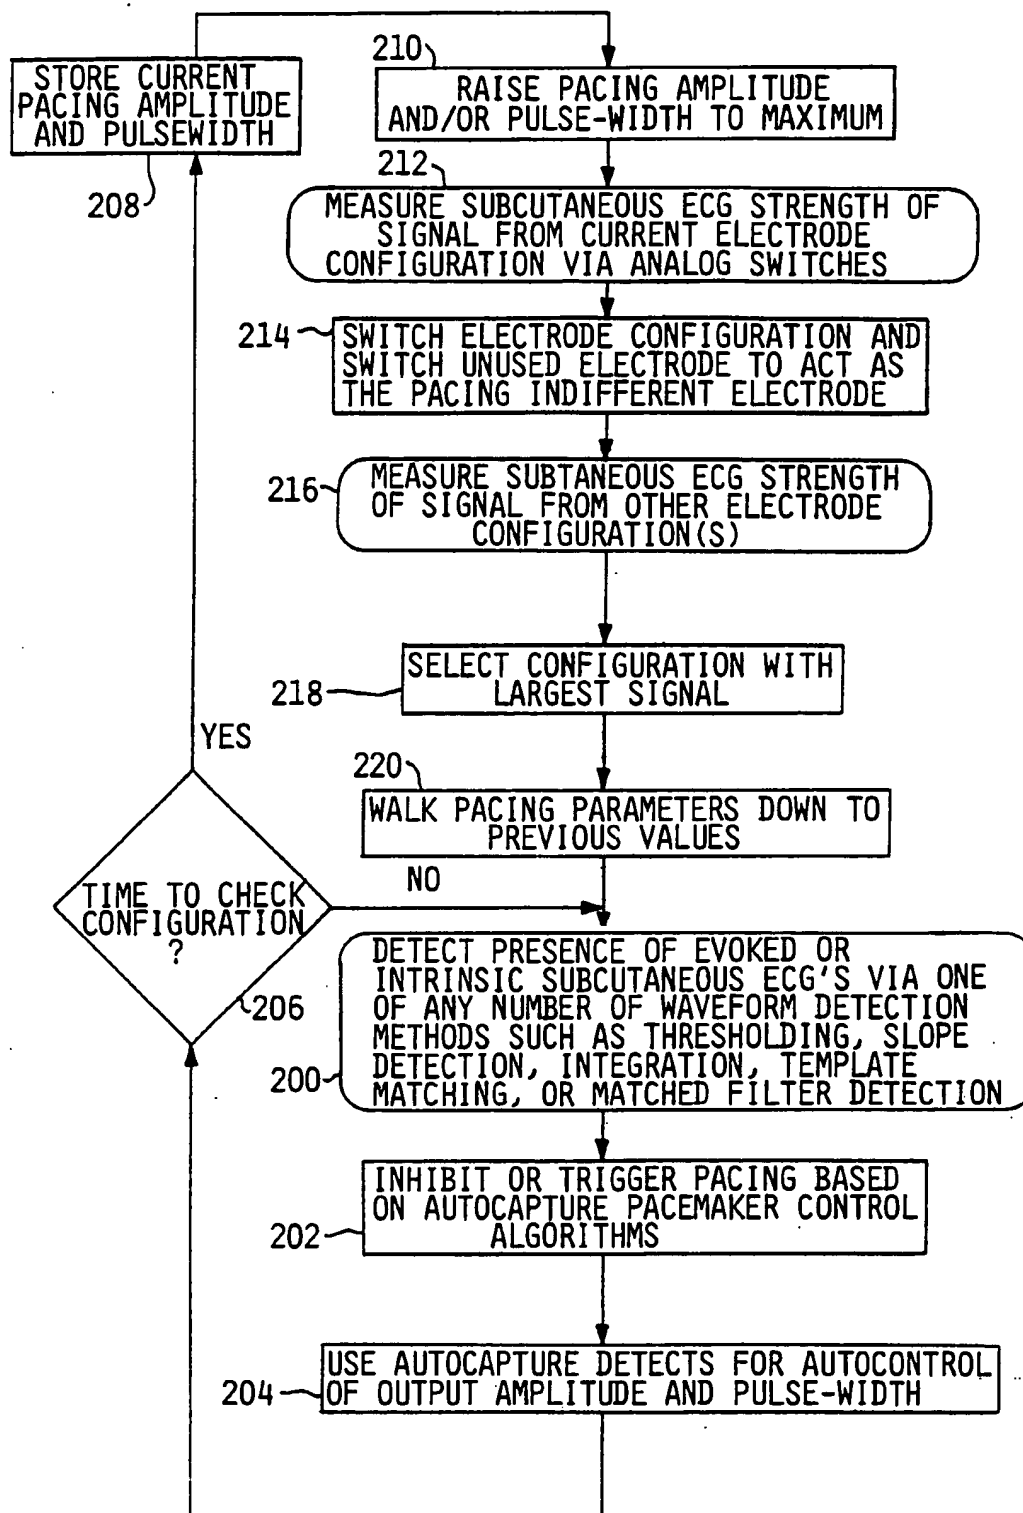 STORE CURRENT
PACING AMPLITUDE
AND PULSEWIDTH
208
210
RAISE PACING AMPLITUDE
AND/OR PULSE-WIDTH TO MAXIMUM
212
MEASURE SUBCUTANEOUS ECG STRENGTH OF
SIGNAL FROM CURRENT ELECTRODE
CONFIGURATION VIA ANALOG SWITCHES
214
SWITCH ELECTRODE CONFIGURATION AND
SWITCH UNUSED ELECTRODE TO ACT AS
THE PACING INDIFFERENT ELECTRODE
216
MEASURE SUBTANEOUS ECG STRENGTH
OF SIGNAL FROM OTHER ELECTRODE
CONFIGURATION(S)
218
SELECT CONFIGURATION WITH
LARGEST SIGNAL
YES
220
WALK PACING PARAMETERS DOWN TO
PREVIOUS VALUES
NO
TIME TO CHECK
CONFIGURATION
?
206
DETECT PRESENCE OF EVOKED OR
INTRINSIC SUBCUTANEOUS ECG'S VIA ONE
OF ANY NUMBER OF WAVEFORM DETECTION
METHODS SUCH AS THRESHOLDING, SLOPE
DETECTION, INTEGRATION, TEMPLATE
MATCHING, OR MATCHED FILTER DETECTION
200
INHIBIT OR TRIGGER PACING BASED
ON AUTOCAPTURE PACEMAKER CONTROL
ALGORITHMS
202
USE AUTOCAPTURE DETECTS FOR AUTOCONTROL
OF OUTPUT AMPLITUDE AND PULSE-WIDTH
204